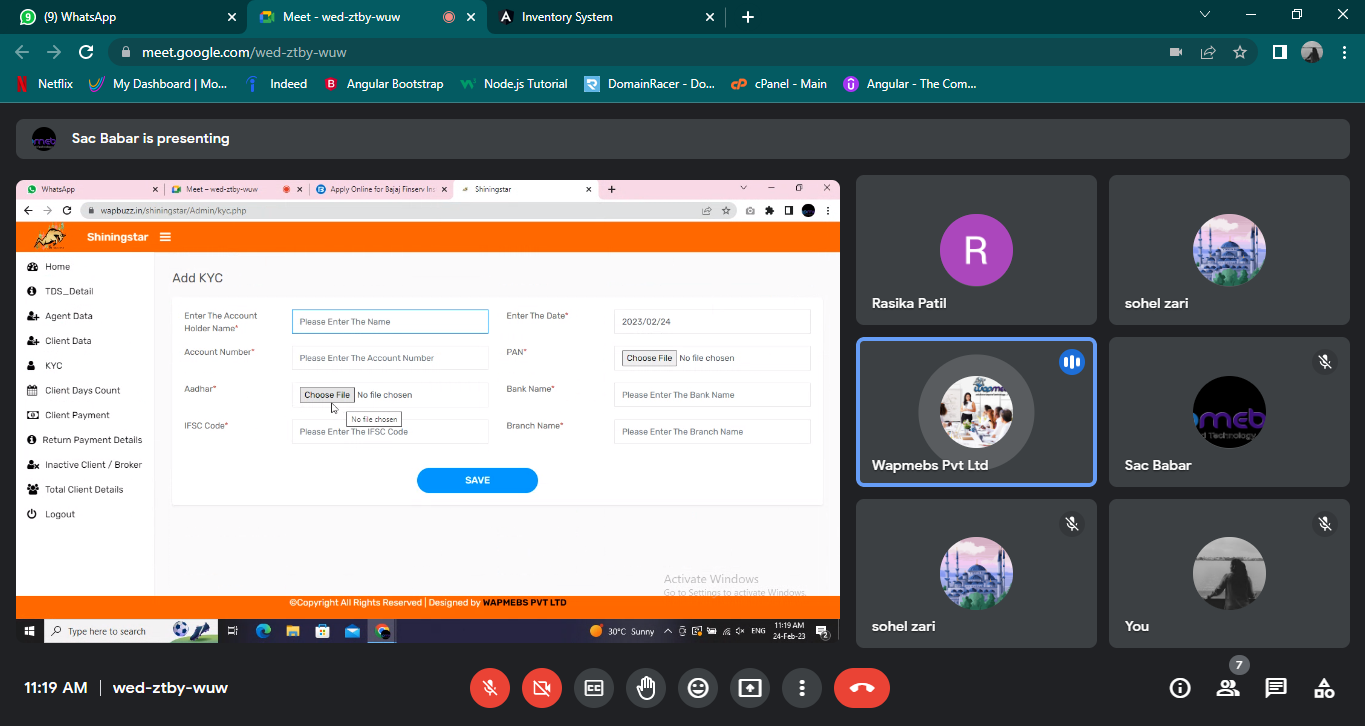 (9) WhatsApp
Meet - wed-ztby-wuw
Inventory System
meet.google.com/wed-ztby-wuw
Netflix
My Dashboard | Mo...
Indeed
Angular Bootstrap
Node.js Tutorial
DomainRacer - Do...
cPanel - Main
Angular - The Com...
Sac Babar is presenting
WhatsApp
Meet – wed-ztby-wuw
Apply Online for Bajaj Finserv Ins
Shiningstar
wapbuzz.in/shiningstar/Admin/kyc.php
Shiningstar
Home
TDS_Detail
Agent Data
Client Data
KYC
Client Days Count
Client Payment
Return Payment Details
Inactive Client / Broker
Total Client Details
Logout
Add KYC
Enter The Account
Holder Name*
Please Enter The Name
Enter The Date*
2023/02/24
Account Number*
Please Enter The Account Number
PAN*
Choose File No file chosen
Aadhar*
Choose File No file chosen
No file chosen
Bank Name*
Please Enter The Bank Name
IFSC Code*
Please Enter The IFSC Code
Branch Name*
Please Enter The Branch Name
SAVE
Activate Windows
Go to Settings to activate Windows.
©Copyright All Rights Reserved | Designed by WAPMEBS PVT LTD
Type here to search
30°C Sunny
ENG
11:19 AM
24-Feb-23
2
R
Rasika Patil
sohel zari
Wapmebs Pvt Ltd
Sac Babar
sohel zari
You
11:19 AM | wed-ztby-wuw
7